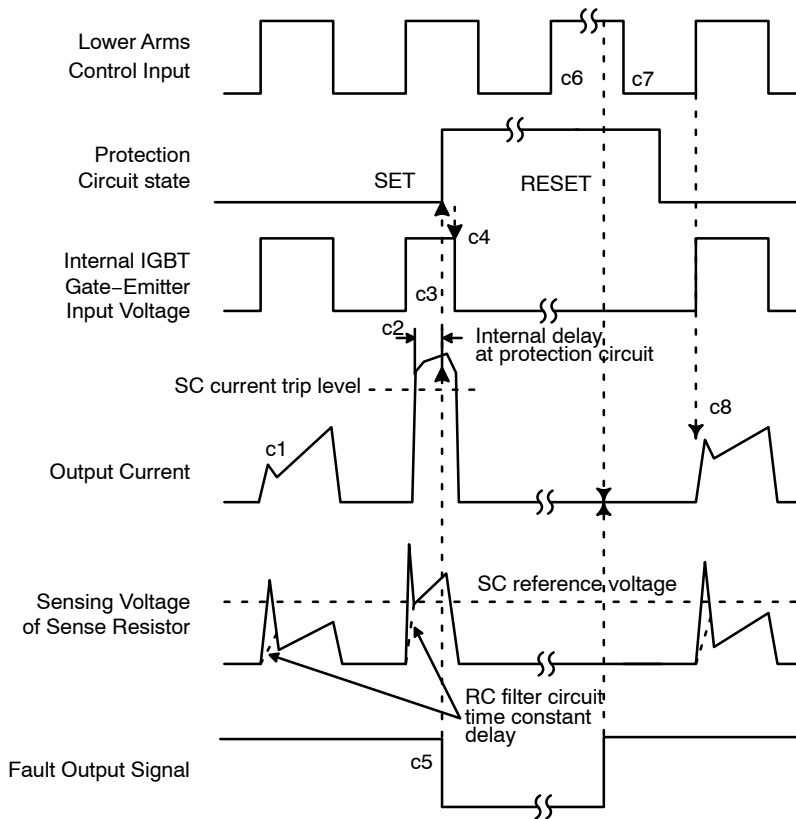 Lower Arms
Control Input
c6
c7
Protection
Circuit state
SET
RESET
c4
Internal IGBT
Gate−Emitter
Input Voltage
c3
c2
Internal delay
at protection circuit
SC current trip level
c8
c1
Output Current
SC reference voltage
Sensing Voltage
of Sense Resistor
RC filter circuit
time constant
delay
c5
Fault Output Signal